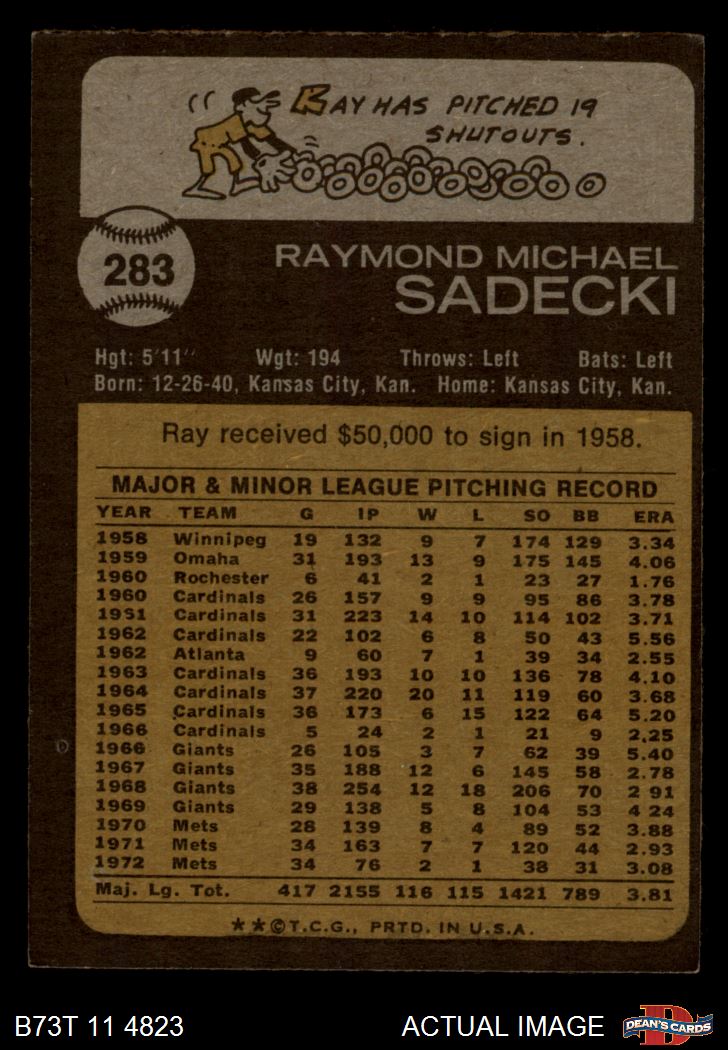 RAY HAS PITCHED 19
SHUTOUTS.
283
RAYMOND MICHAEL
SADECKI
Hgt: 5'11" Wgt: 194 Throws: Left Bats: Left
Born: 12-26-40, Kansas City, Kan. Home: Kansas City, Kan.
Ray received $50,000 to sign in 1958.
MAJOR & MINOR LEAGUE PITCHING RECORD
YEAR TEAM G IP W L SO BB ERA
1958 Winnipeg 19 132 9 7 174 129 3.34
1959 Omaha 31 193 13 9 175 145 4.06
1960 Rochester 6 41 2 1 23 27 1.76
1960 Cardinals 26 157 9 9 95 86 3.78
1951 Cardinals 31 223 14 10 114 102 3.71
1962 Cardinals 22 102 6 8 50 43 5.56
1962 Atlanta 9 60 7 1 39 34 2.55
1963 Cardinals 36 193 10 10 136 78 4.10
1964 Cardinals 37 220 20 11 119 60 3.68
1965 Cardinals 36 173 6 15 122 64 5.20
1966 Cardinals 5 24 2 1 21 9 2.25
1966 Giants 26 105 3 7 62 39 5.40
1967 Giants 35 188 12 6 145 58 2.78
1968 Giants 38 254 12 18 206 70 2 91
1969 Giants 29 138 5 8 104 53 4 24
1970 Mets 28 139 8 4 89 52 3.88
1971 Mets 34 163 7 7 120 44 2.93
1972 Mets 34 76 2 1 38 31 3.08
Maj. Lg. Tot. 417 2155 116 115 1421 789 3.81
★★©T.C.G., PRTD. IN U.S.A.
B73T 11 4823 ACTUAL IMAGE
D
DEAN'S CARDS